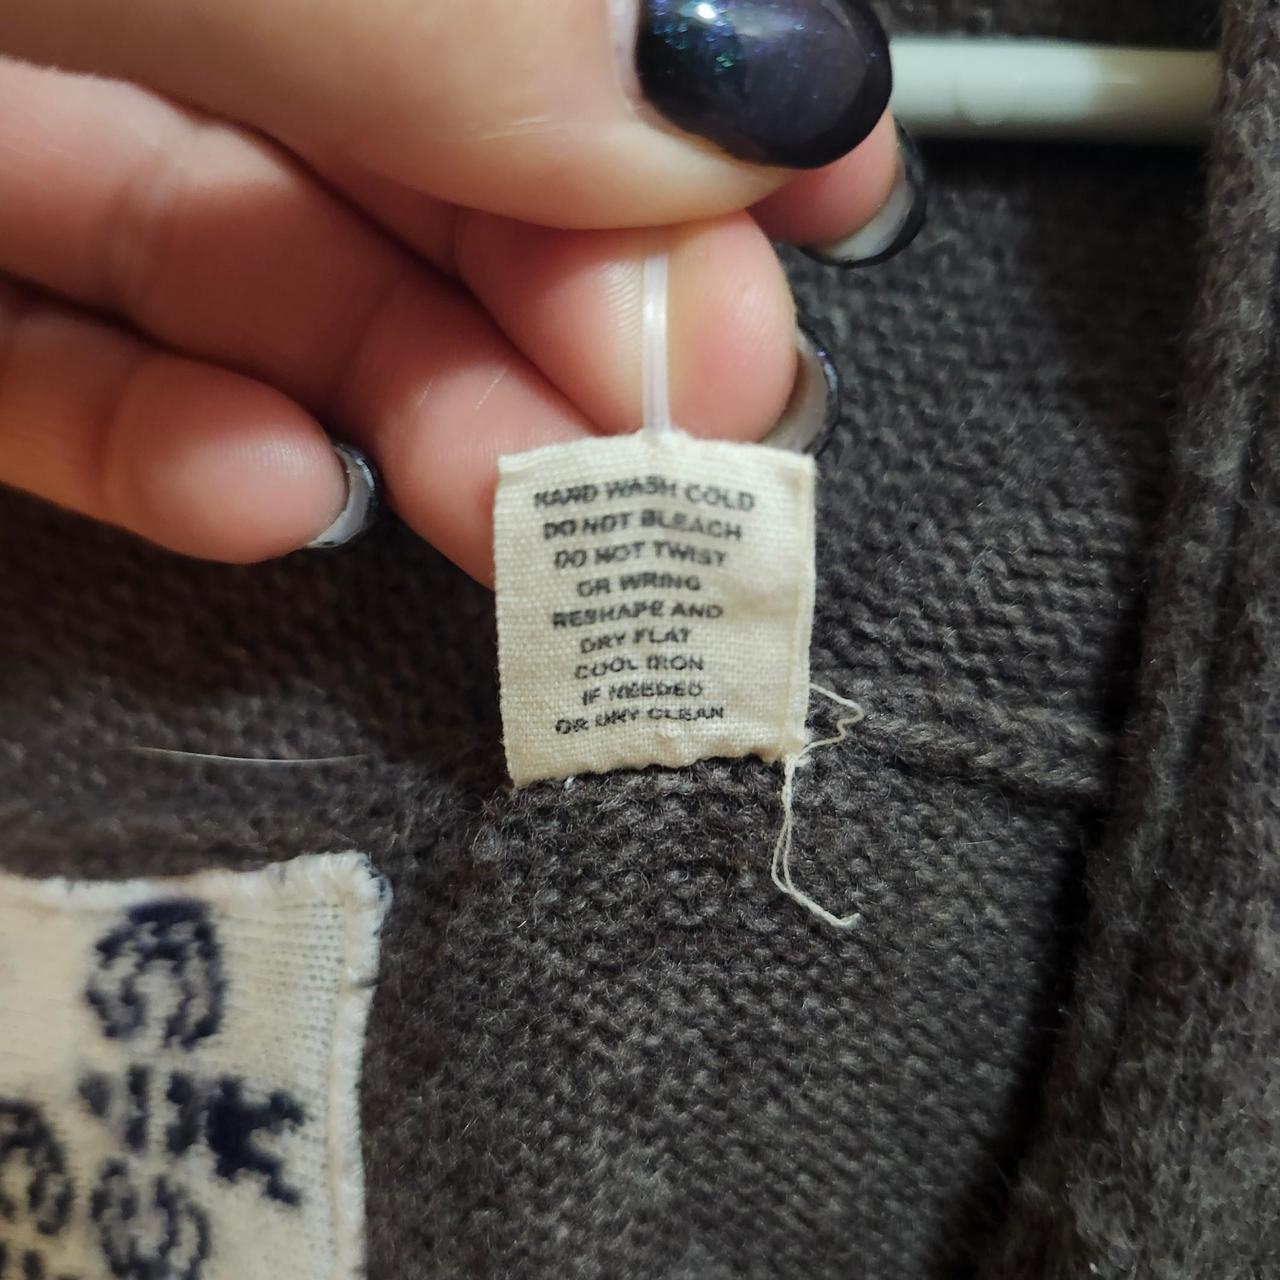 HAND WASH COLD
DO NOT BLEACH
DO NOT TWIST
OR WRING
RESHAPE AND
DRY FLAT
COOL IRON
IF NEEDED
OR DRY CLEAN